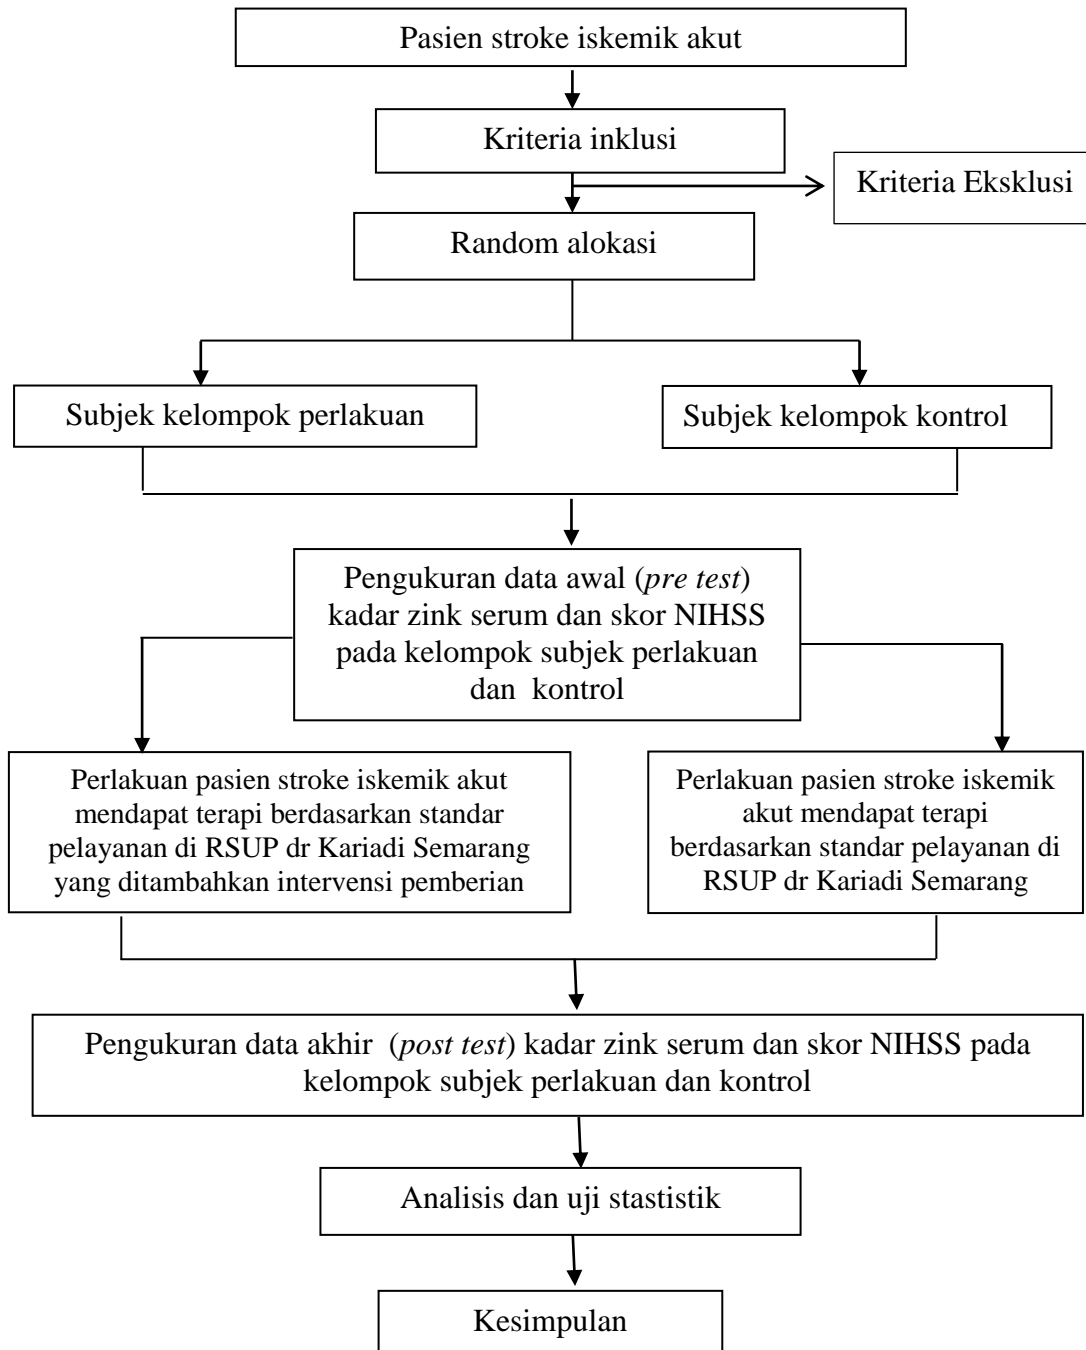 Pasien stroke iskemik akut
Kriteria inklusi
Kriteria Eksklusi
Random alokasi
Subjek kelompok perlakuan
Subjek kelompok kontrol
Pengukuran data awal (pre test)
kadar zink serum dan skor NIHSS
pada kelompok subjek perlakuan
dan kontrol
Perlakuan pasien stroke iskemik akut
mendapat terapi berdasarkan standar
pelayanan di RSUP dr Kariadi Semarang
yang ditambahkan intervensi pemberian
Perlakuan pasien stroke iskemik
akut mendapat terapi
berdasarkan standar pelayanan di
RSUP dr Kariadi Semarang
Pengukuran data akhir (post test) kadar zink serum dan skor NIHSS pada
kelompok subjek perlakuan dan kontrol
Analisis dan uji stastistik
Kesimpulan